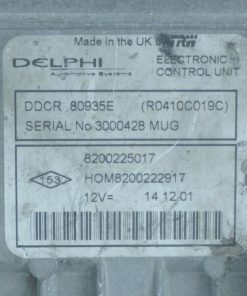 Made in the UK by TRW
DELPHI ELECTRONIC
Automotive Systems CONTROL UNIT
DDCR 80935E (R0410C019C)
SERIAL No 3000428 MUG
8200225017
153 HOM8200222917
12V= 14.12.01